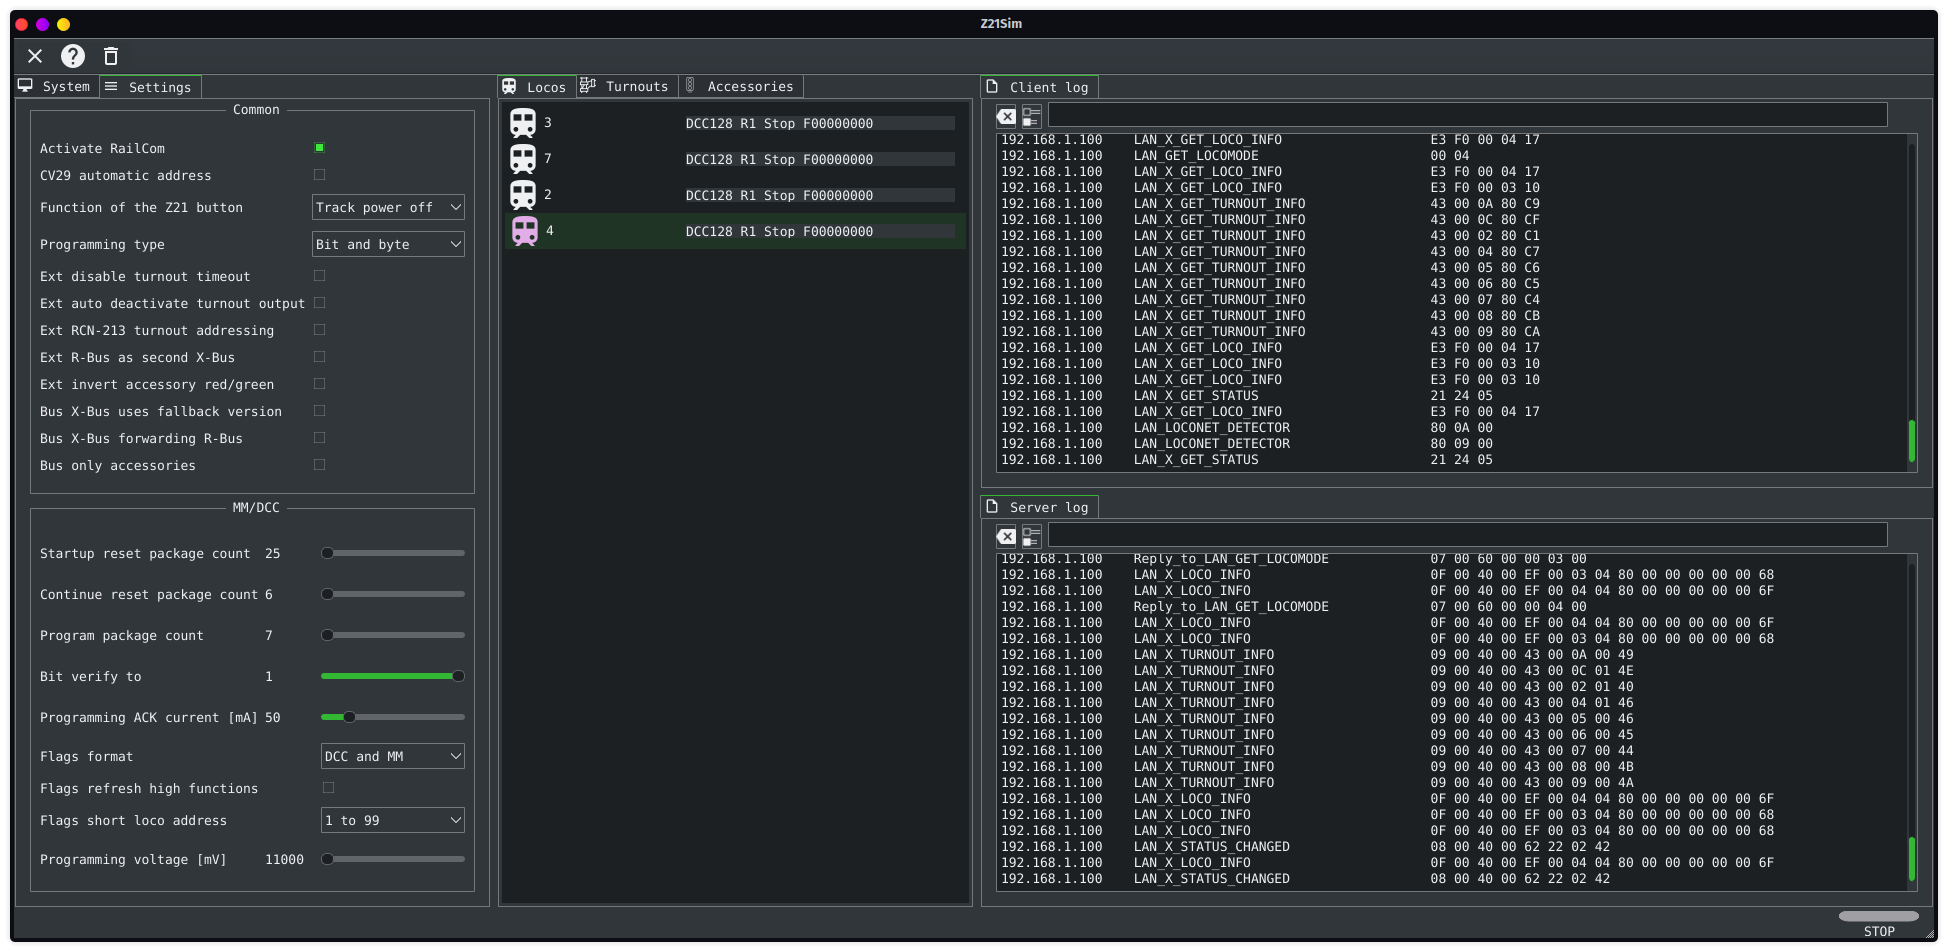 Z21Sim
System
Settings
Common
Activate RailCom
CV29 automatic address
Function of the Z21 button Track power off
Programming type Bit and byte
Ext disable turnout timeout
Ext auto deactivate turnout output
Ext RCN-213 turnout addressing
Ext R-Bus as second X-Bus
Ext invert accessory red/green
Bus X-Bus uses fallback version
Bus X-Bus forwarding R-Bus
Bus only accessories
MM/DCC
Startup reset package count 25
Continue reset package count 6
Program package count 7
Bit verify to 1
Programming ACK current [mA] 50
Flags format DCC and MM
Flags refresh high functions
Flags short loco address 1 to 99
Programming voltage [mV] 11000
Locos
Turnouts
Accessories
3 DCC128 R1 Stop F00000000
7 DCC128 R1 Stop F00000000
2 DCC128 R1 Stop F00000000
4 DCC128 R1 Stop F00000000
Client log
192.168.1.100 LAN_X_GET_LOCO_INFO E3 F0 00 04 17
192.168.1.100 LAN_GET_LOCOMODE 00 04
192.168.1.100 LAN_X_GET_LOCO_INFO E3 F0 00 04 17
192.168.1.100 LAN_X_GET_LOCO_INFO E3 F0 00 03 10
192.168.1.100 LAN_X_GET_TURNOUT_INFO 43 00 0A 80 C9
192.168.1.100 LAN_X_GET_TURNOUT_INFO 43 00 0C 80 CF
192.168.1.100 LAN_X_GET_TURNOUT_INFO 43 00 02 80 C1
192.168.1.100 LAN_X_GET_TURNOUT_INFO 43 00 04 80 C7
192.168.1.100 LAN_X_GET_TURNOUT_INFO 43 00 05 80 C6
192.168.1.100 LAN_X_GET_TURNOUT_INFO 43 00 06 80 C5
192.168.1.100 LAN_X_GET_TURNOUT_INFO 43 00 07 80 C4
192.168.1.100 LAN_X_GET_TURNOUT_INFO 43 00 08 80 CB
192.168.1.100 LAN_X_GET_TURNOUT_INFO 43 00 09 80 CA
192.168.1.100 LAN_X_GET_LOCO_INFO E3 F0 00 04 17
192.168.1.100 LAN_X_GET_LOCO_INFO E3 F0 00 03 10
192.168.1.100 LAN_X_GET_LOCO_INFO E3 F0 00 03 10
192.168.1.100 LAN_X_GET_STATUS 21 24 05
192.168.1.100 LAN_X_GET_LOCO_INFO E3 F0 00 04 17
192.168.1.100 LAN_LOCONET_DETECTOR 80 0A 00
192.168.1.100 LAN_LOCONET_DETECTOR 80 09 00
192.168.1.100 LAN_X_GET_STATUS 21 24 05
Server log
192.168.1.100 Reply_to_LAN_GET_LOCOMODE 07 00 60 00 00 03 00
192.168.1.100 LAN_X_LOCO_INFO 0F 00 40 00 EF 00 03 04 80 00 00 00 00 00 68
192.168.1.100 LAN_X_LOCO_INFO 0F 00 40 00 EF 00 04 04 80 00 00 00 00 00 6F
192.168.1.100 Reply_to_LAN_GET_LOCOMODE 07 00 60 00 00 04 00
192.168.1.100 LAN_X_LOCO_INFO 0F 00 40 00 EF 00 04 04 80 00 00 00 00 00 6F
192.168.1.100 LAN_X_LOCO_INFO 0F 00 40 00 EF 00 03 04 80 00 00 00 00 00 68
192.168.1.100 LAN_X_TURNOUT_INFO 09 00 40 00 43 00 0A 00 49
192.168.1.100 LAN_X_TURNOUT_INFO 09 00 40 00 43 00 0C 01 4E
192.168.1.100 LAN_X_TURNOUT_INFO 09 00 40 00 43 00 02 01 40
192.168.1.100 LAN_X_TURNOUT_INFO 09 00 40 00 43 00 04 01 46
192.168.1.100 LAN_X_TURNOUT_INFO 09 00 40 00 43 00 05 00 46
192.168.1.100 LAN_X_TURNOUT_INFO 09 00 40 00 43 00 06 00 45
192.168.1.100 LAN_X_TURNOUT_INFO 09 00 40 00 43 00 07 00 44
192.168.1.100 LAN_X_TURNOUT_INFO 09 00 40 00 43 00 08 00 4B
192.168.1.100 LAN_X_TURNOUT_INFO 09 00 40 00 43 00 09 00 4A
192.168.1.100 LAN_X_LOCO_INFO 0F 00 40 00 EF 00 04 04 80 00 00 00 00 00 6F
192.168.1.100 LAN_X_LOCO_INFO 0F 00 40 00 EF 00 03 04 80 00 00 00 00 00 68
192.168.1.100 LAN_X_LOCO_INFO 0F 00 40 00 EF 00 03 04 80 00 00 00 00 00 68
192.168.1.100 LAN_X_STATUS_CHANGED 08 00 40 00 62 22 02 42
192.168.1.100 LAN_X_LOCO_INFO 0F 00 40 00 EF 00 04 04 80 00 00 00 00 00 6F
192.168.1.100 LAN_X_STATUS_CHANGED 08 00 40 00 62 22 02 42
STOP